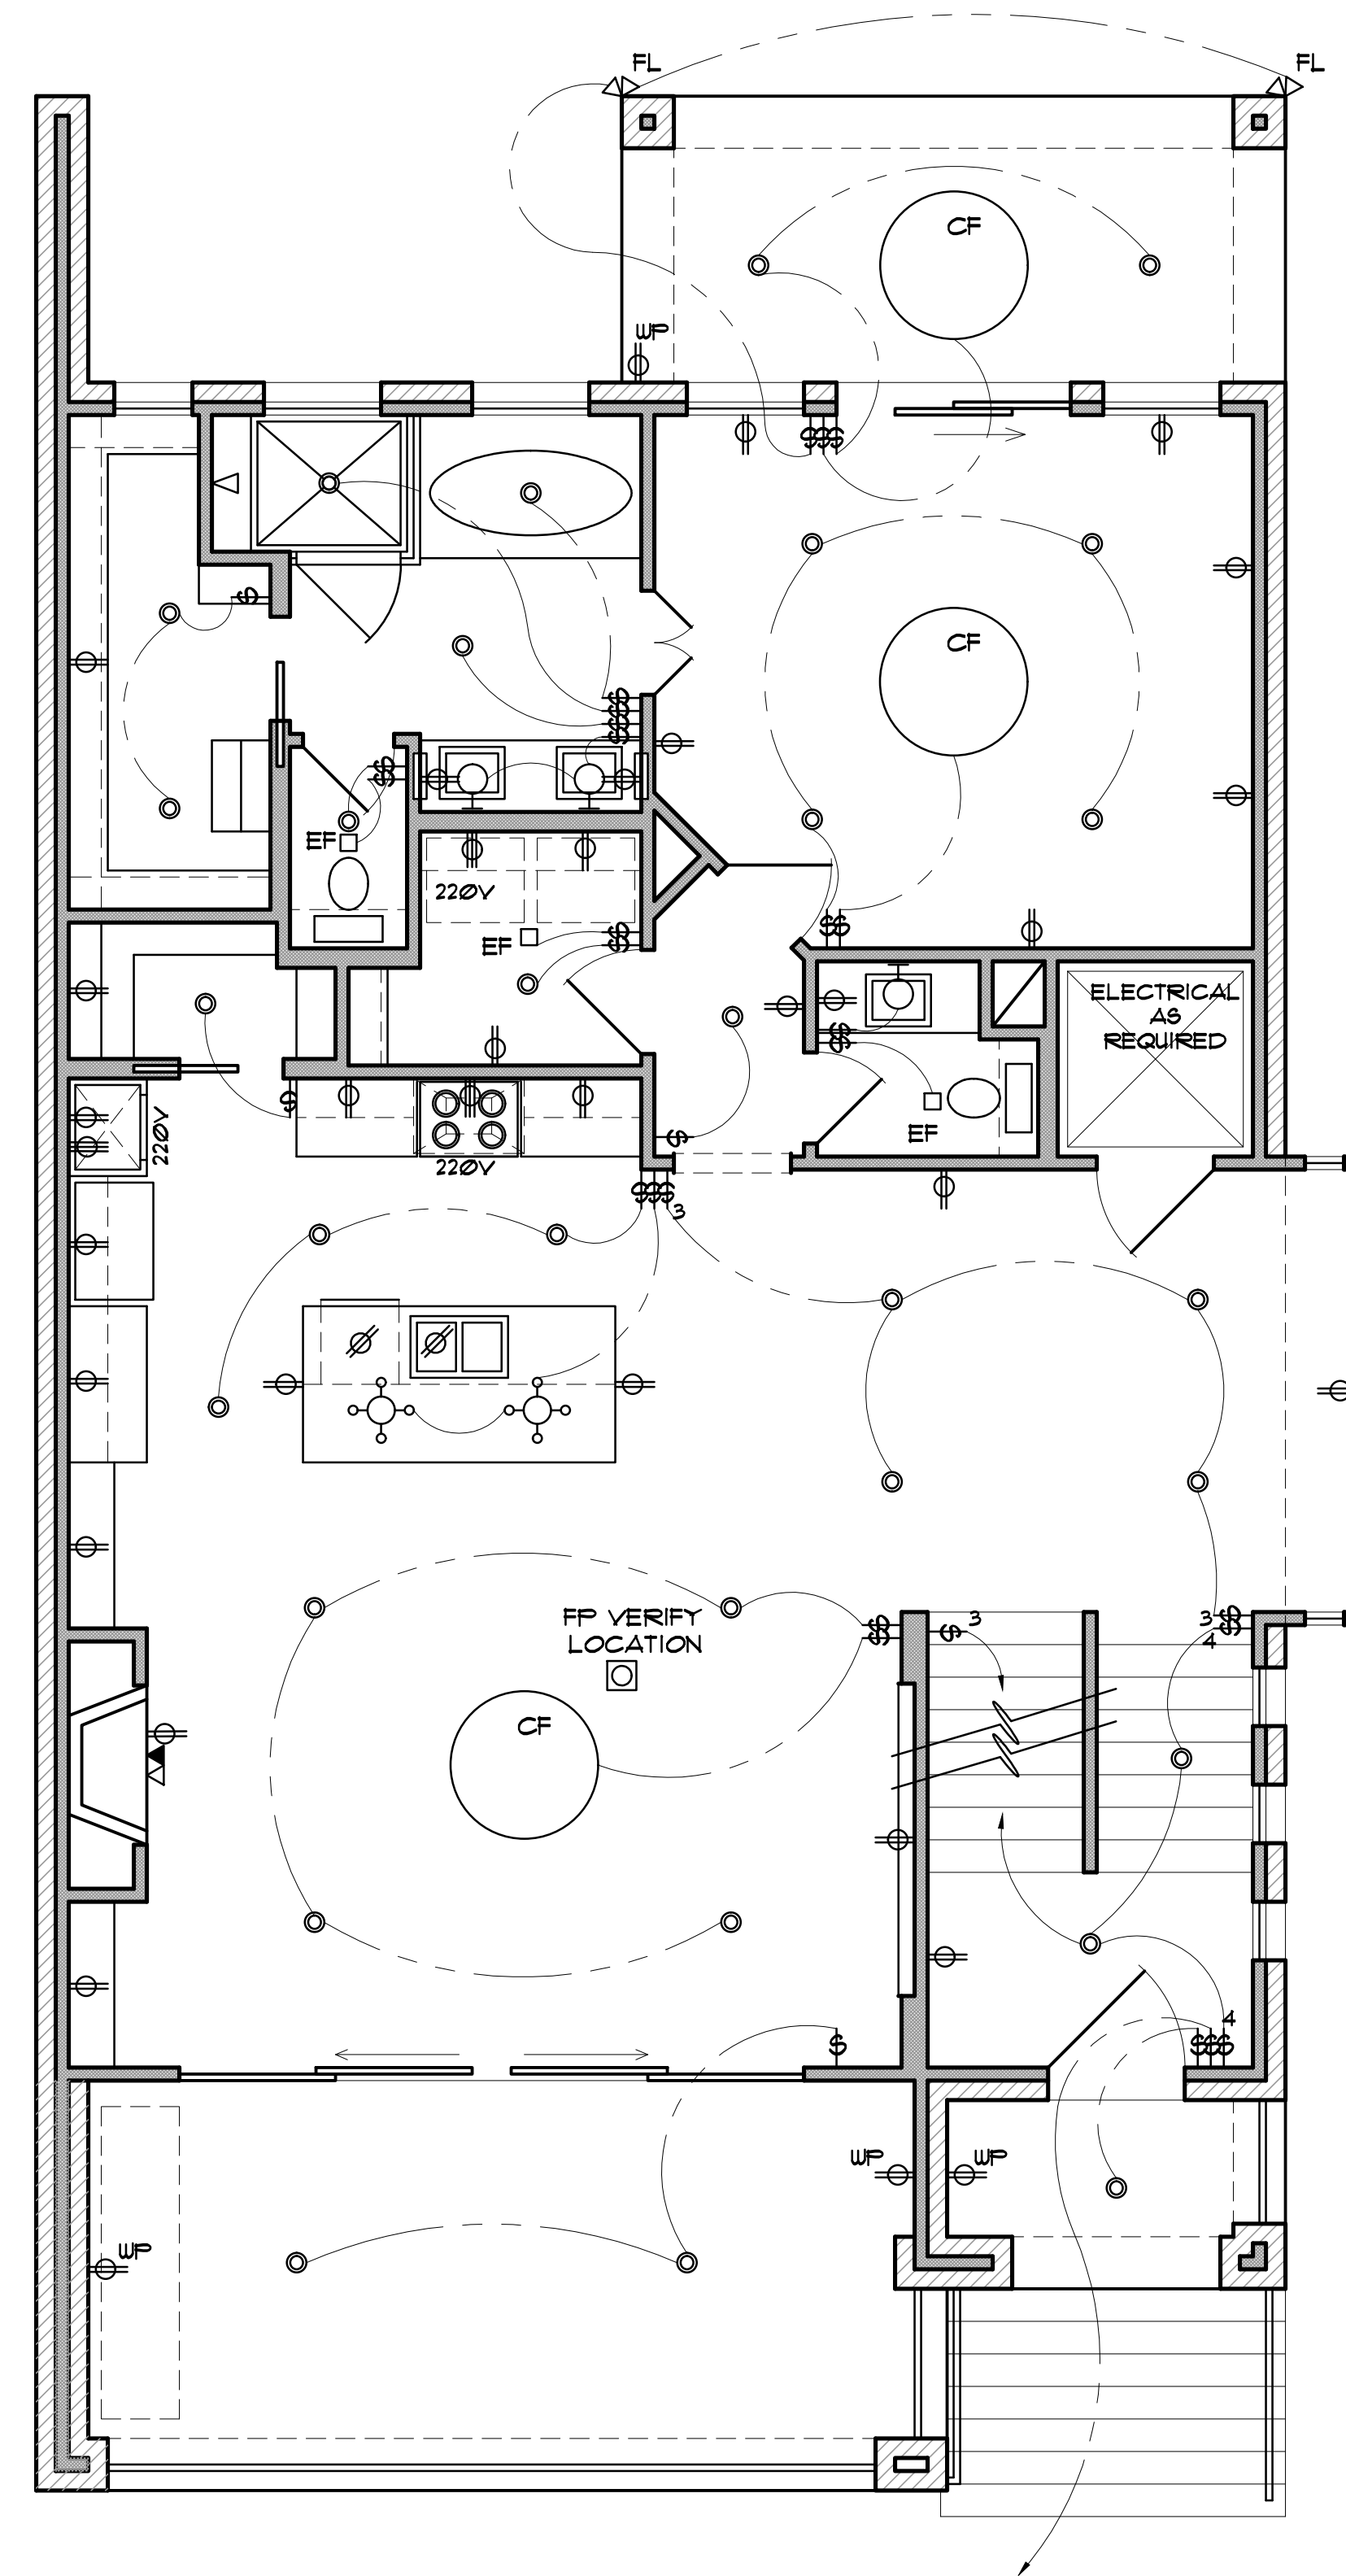 FL
FL
CF
WP
$$$
$
CF
$$$$
$$
EF
220V
EF
$$
$$
ELECTRICAL
AS
REQUIRED
$$
$
220V
EF
$
220V
$$$
3
FP VERIFY
LOCATION
$$
$ 3
3 $$
4
CF
4
$
$$$
WP
WP
WP